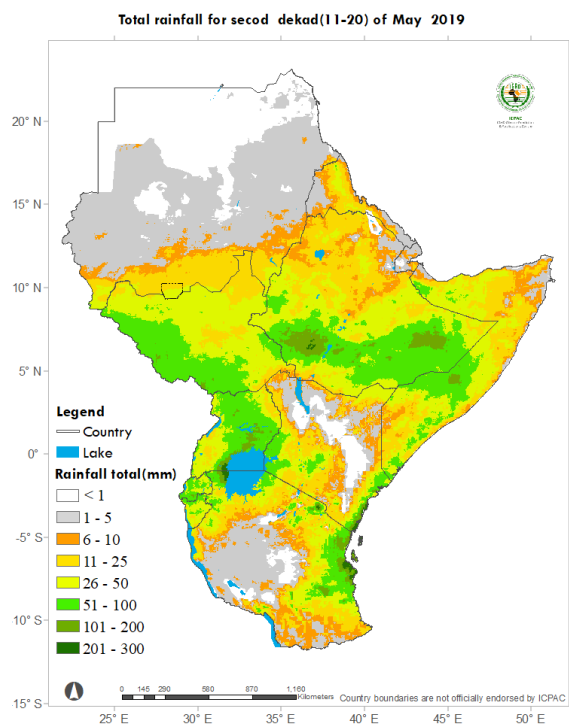 Total rainfall for secod dekad(11-20) of May 2019
20° N
15° N
10° N
5° N
0°
-5° S
-10° S
15° S
ICPAC
Legend
Country
Lake
Rainfall total(mm)
< 1
1 - 5
6 - 10
11 - 25
26 - 50
51 - 100
101 - 200
201 - 300
0 145 290 580 870 1,160
Kilometers
Country boundaries are not officially endorsed by ICPAC
25° E 30° E 35° E 40° E 45° E 50° E